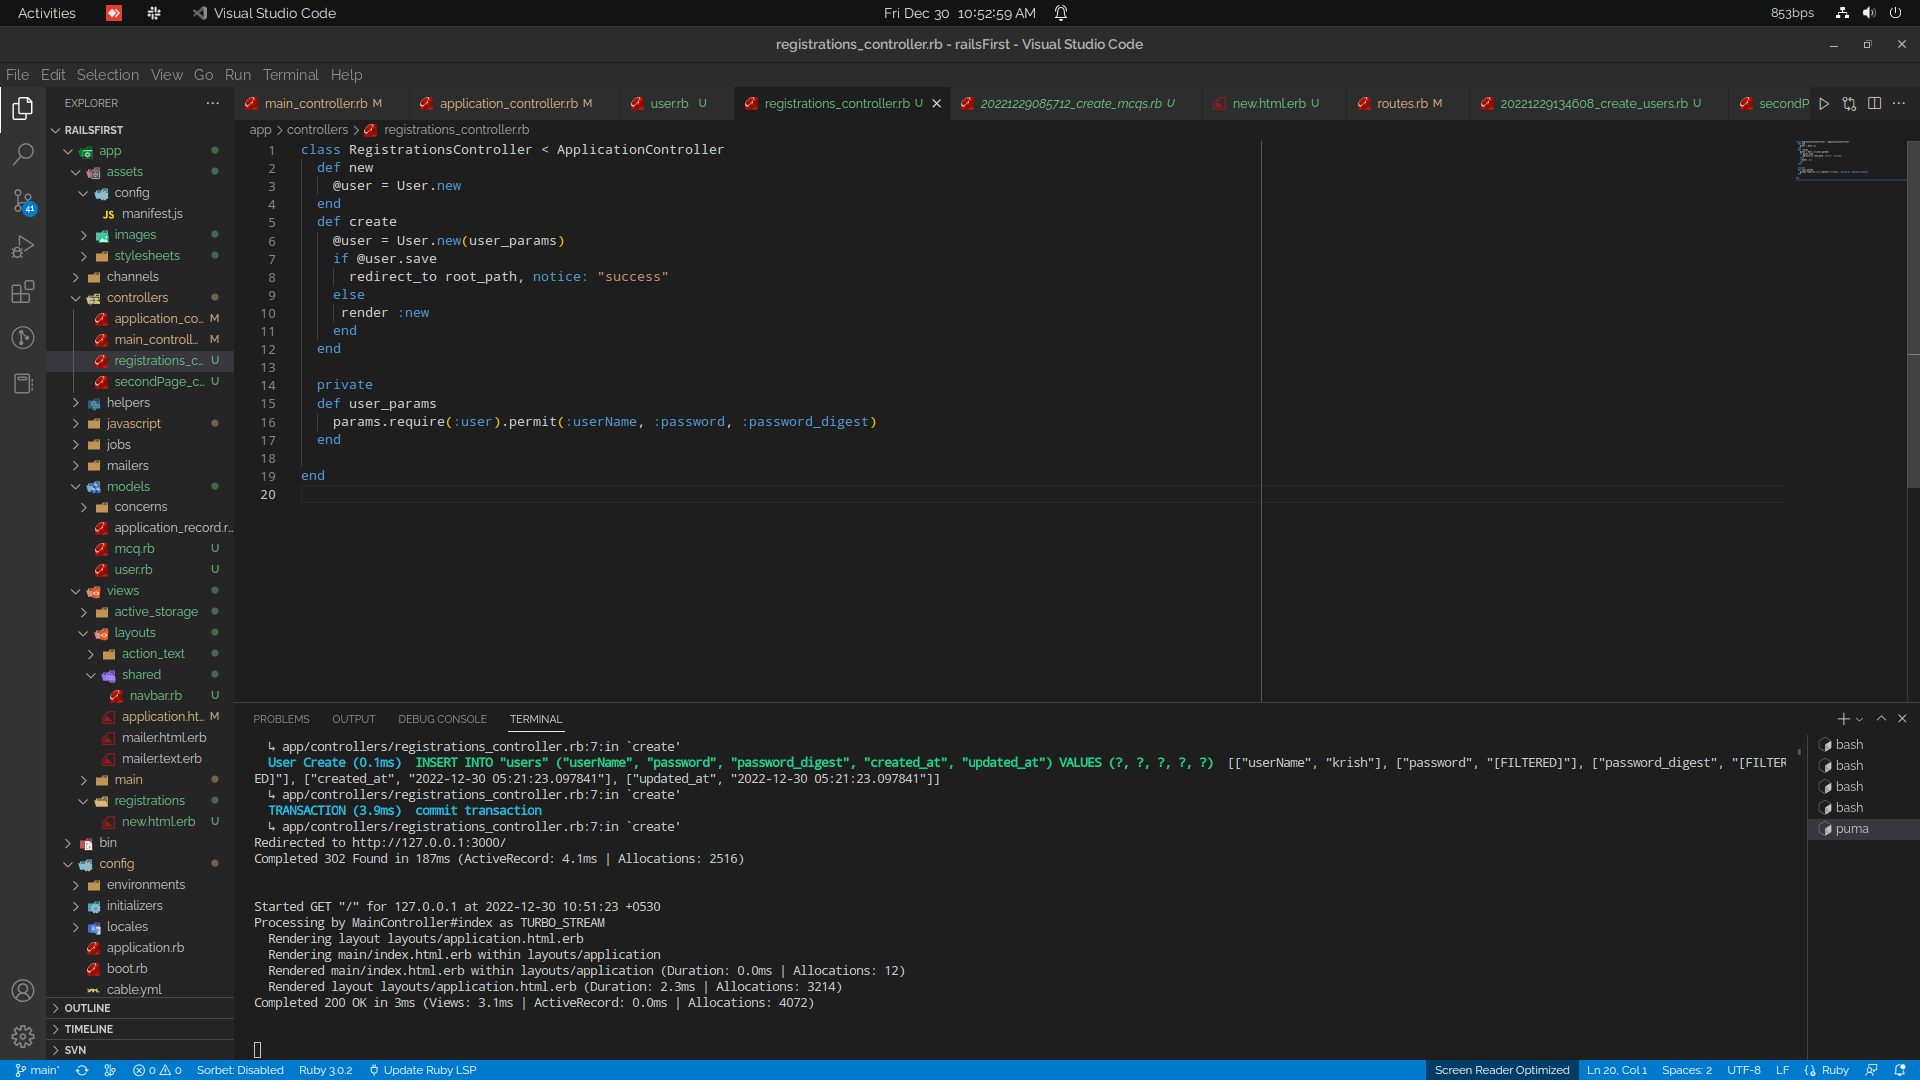 Activities
Visual Studio Code
Fri Dec 30 10:52:59 AM
853bps
registrations_controller.rb - railsFirst - Visual Studio Code
File Edit Selection View Go Run Terminal Help
EXPLORER
main_controller.rb M
application_controller.rb M
user.rb U
registrations_controller.rb U
20221229085712_create_mcqs.rb U
new.html.erb U
routes.rb M
20221229134608_create_users.rb U
secondP
app > controllers > registrations_controller.rb
RAILSFIRST
app
assets
config
JS manifest.js
images
stylesheets
channels
controllers
application_co... M
main_controll... M
registrations_c... U
secondPage_c... U
helpers
javascript
jobs
mailers
models
concerns
application_record.r...
mcq.rb U
user.rb U
views
active_storage
layouts
action_text
shared
navbar.rb U
application.ht... M
mailer.html.erb
mailer.text.erb
main
registrations
new.html.erb U
bin
config
environments
initializers
locales
application.rb
boot.rb
cable.yml
OUTLINE
TIMELINE
SVN
41
1 class RegistrationsController < ApplicationController
2 def new
3 @user = User.new
4 end
5 def create
6 @user = User.new(user_params)
7 if @user.save
8 redirect_to root_path, notice: "success"
9 else
10 render :new
11 end
12 end
13
14 private
15 def user_params
16 params.require(:user).permit(:userName, :password, :password_digest)
17 end
18
19 end
20
PROBLEMS OUTPUT DEBUG CONSOLE TERMINAL
↳ app/controllers/registrations_controller.rb:7:in `create'
User Create (0.1ms) INSERT INTO "users" ("userName", "password", "password_digest", "created_at", "updated_at") VALUES (?, ?, ?, ?, ?) [["userName", "krish"], ["password", "[FILTERED]"], ["password_digest", "[FILTER
ED]"], ["created_at", "2022-12-30 05:21:23.097841"], ["updated_at", "2022-12-30 05:21:23.097841"]]
↳ app/controllers/registrations_controller.rb:7:in `create'
TRANSACTION (3.9ms) commit transaction
↳ app/controllers/registrations_controller.rb:7:in `create'
Redirected to http://127.0.0.1:3000/
Completed 302 Found in 187ms (ActiveRecord: 4.1ms | Allocations: 2516)
Started GET "/" for 127.0.0.1 at 2022-12-30 10:51:23 +0530
Processing by MainController#index as TURBO_STREAM
Rendering layout layouts/application.html.erb
Rendering main/index.html.erb within layouts/application
Rendered main/index.html.erb within layouts/application (Duration: 0.0ms | Allocations: 12)
Rendered layout layouts/application.html.erb (Duration: 2.3ms | Allocations: 3214)
Completed 200 OK in 3ms (Views: 3.1ms | ActiveRecord: 0.0ms | Allocations: 4072)
bash
bash
bash
bash
puma
main*
0 0
Sorbet: Disabled
Ruby 3.0.2
Update Ruby LSP
Screen Reader Optimized
Ln 20, Col 1
Spaces: 2
UTF-8
LF
Ruby